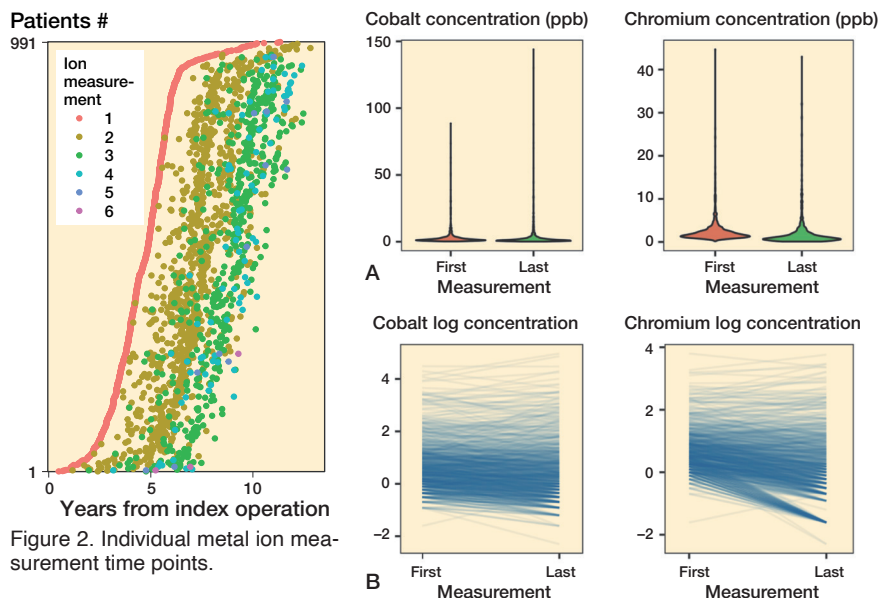 Patients #
991
Ion
measure-
ment
1
2
3
4
5
6
1
0
5
10
Years from index operation
Figure 2. Individual metal ion mea-
surement time points.
Cobalt concentration (ppb)
150
100
50
0
First
Last
Measurement
A
Chromium concentration (ppb)
40
30
20
10
0
First
Last
Measurement
Cobalt log concentration
4
2
0
−2
First
Last
Measurement
B
Chromium log concentration
4
2
0
−2
First
Last
Measurement